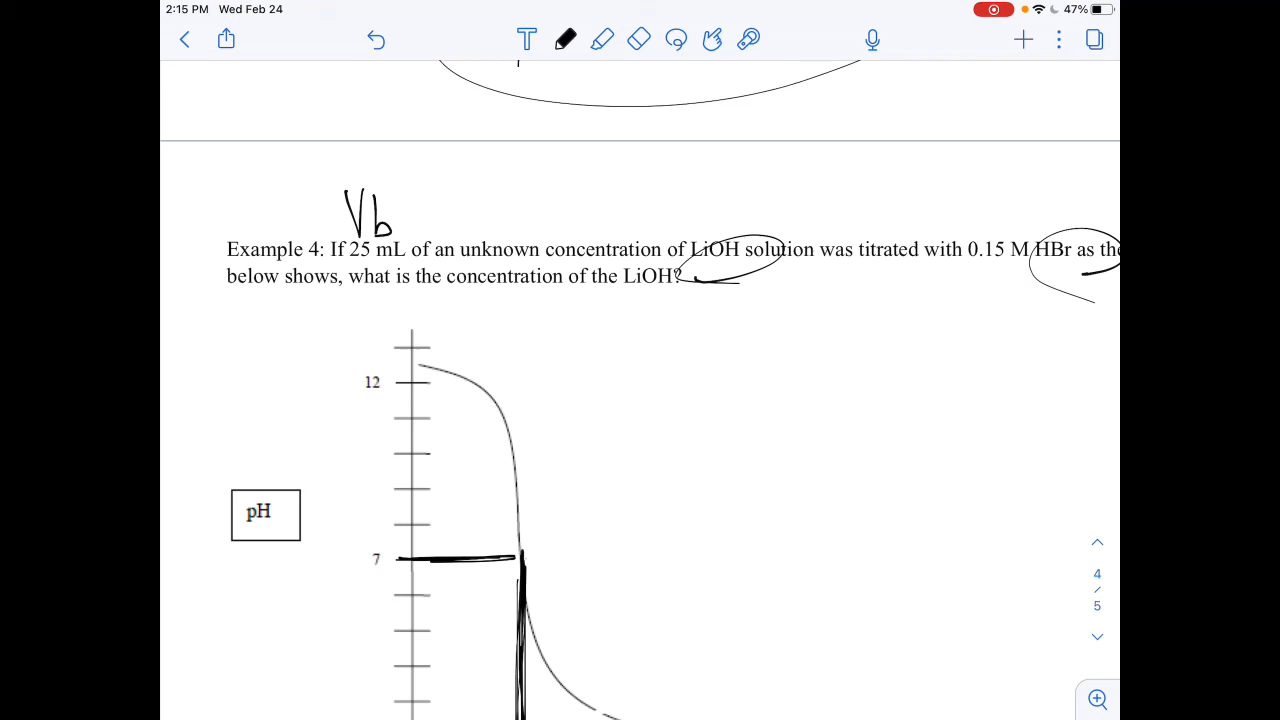 2:15 PM Wed Feb 24
47%
T
Vb
Example 4: If 25 mL of an unknown concentration of LiOH solution was titrated with 0.15 M HBr as the
below shows, what is the concentration of the LiOH?
12
pH
7
4
/
5